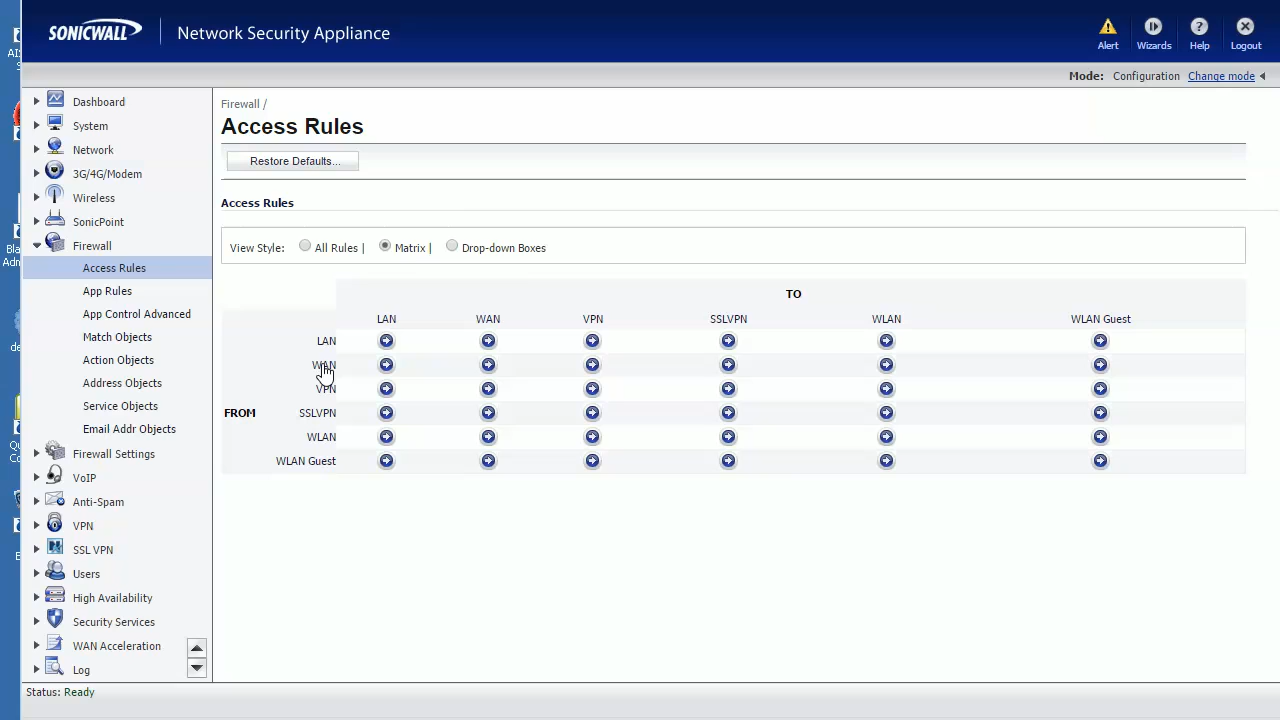 SONICWALL
Network Security Appliance
Alert
Wizards
Help
Logout
Mode: Configuration Change mode
Dashboard
System
Network
3G/4G/Modem
Wireless
SonicPoint
Firewall
Access Rules
App Rules
App Control Advanced
Match Objects
Action Objects
Address Objects
Service Objects
Email Addr Objects
Firewall Settings
VoIP
Anti-Spam
VPN
SSL VPN
Users
High Availability
Security Services
WAN Acceleration
Log
Firewall /
Access Rules
Restore Defaults...
Access Rules
View Style: All Rules | Matrix | Drop-down Boxes
TO
LAN WAN VPN SSLVPN WLAN WLAN Guest
LAN
WAN
VPN
FROM SSLVPN
WLAN
WLAN Guest
Status: Ready